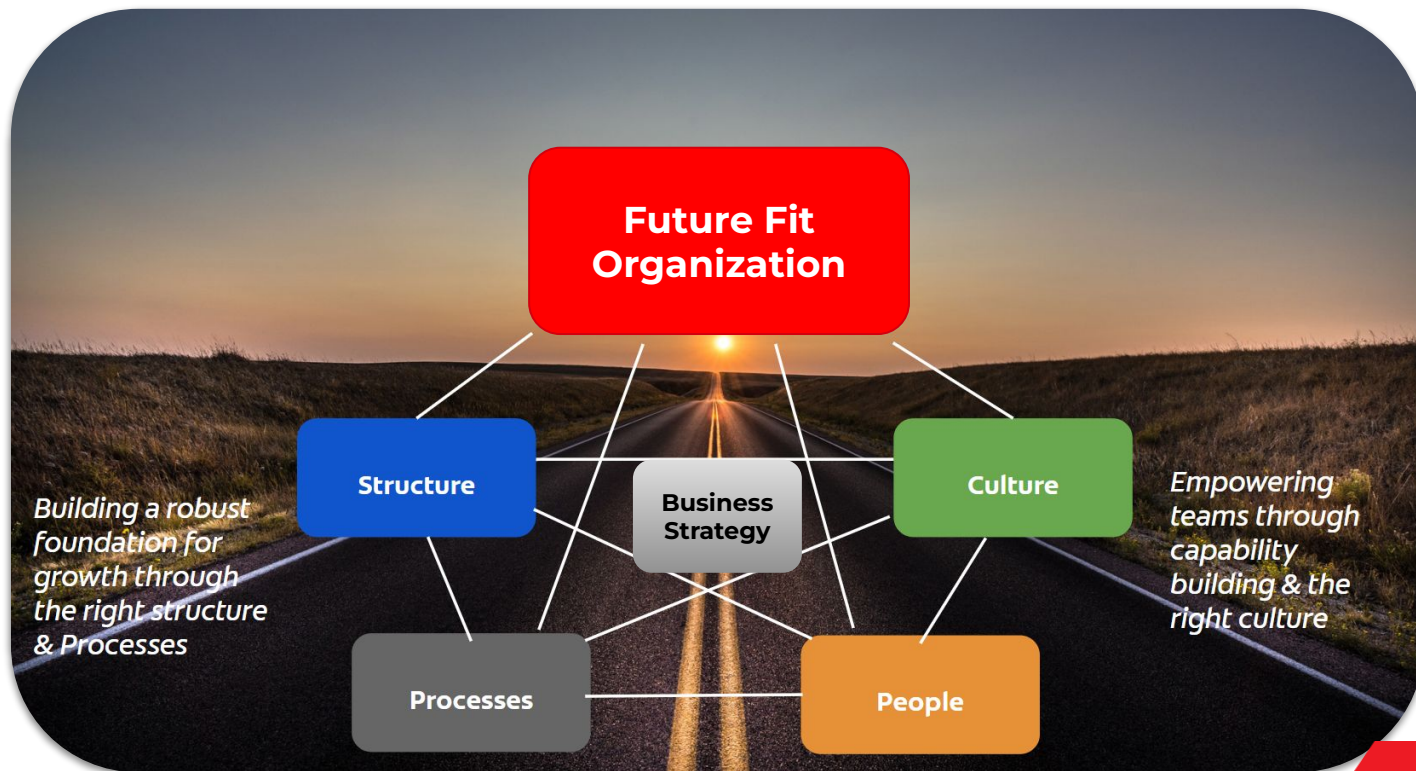 Future Fit
Organization
Structure
Business
Strategy
Culture
Building a robust
foundation for
growth through
the right structure
& Processes
Empowering
teams through
capability
building & the
right culture
Processes
People